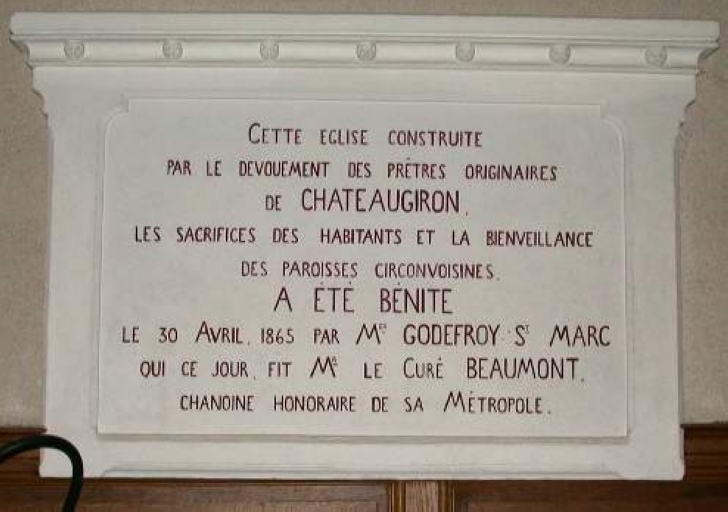 CETTE EGLISE CONSTRUITE
PAR LE DEVOUEMENT DES PRÊTRES ORIGINAIRES
DE CHATEAUGIRON,
LES SACRIFICES DES HABITANTS ET LA BIENVEILLANCE
DES PAROISSES CIRCONVOISINES.
A ÉTÉ BÉNITE
LE 30 AVRIL, 1865 PAR Mgr GODEFROY St MARC
QUI CE JOUR, FIT Mr LE CURÉ BEAUMONT,
CHANOINE HONORAIRE DE SA MÉTROPOLE.